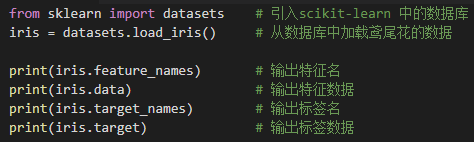 from sklearn import datasets # 引入scikit-learn 中的数据库
iris = datasets.load_iris() # 从数据库中加载鸢尾花的数据
print(iris.feature_names) # 输出特征名
print(iris.data) # 输出特征数据
print(iris.target_names) # 输出标签名
print(iris.target) # 输出标签数据